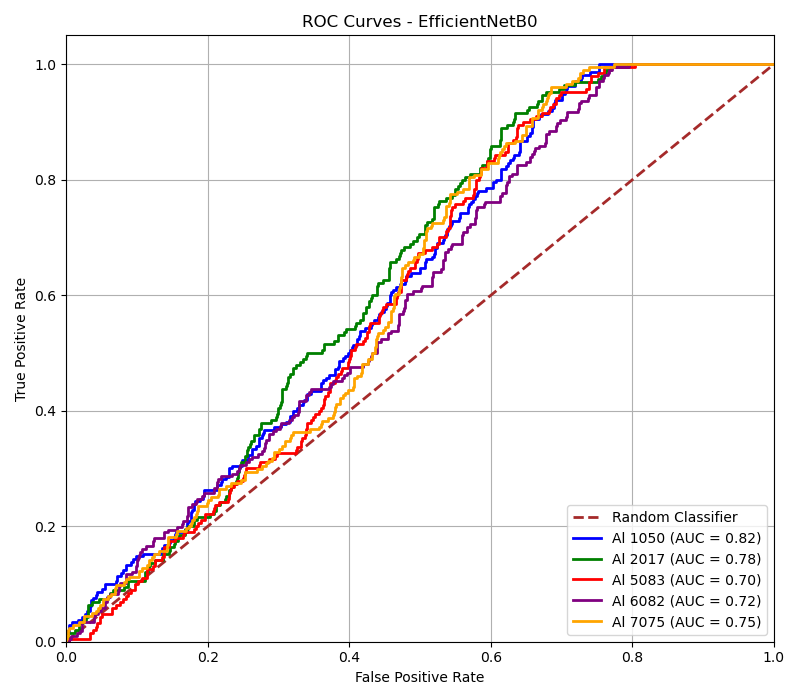 ROC Curves - EfficientNetB0
True Positive Rate
1.0
0.8
0.6
0.4
0.2
0.0
0.0 0.2 0.4 0.6 0.8 1.0
False Positive Rate
Random Classifier
Al 1050 (AUC = 0.82)
Al 2017 (AUC = 0.78)
Al 5083 (AUC = 0.70)
Al 6082 (AUC = 0.72)
Al 7075 (AUC = 0.75)